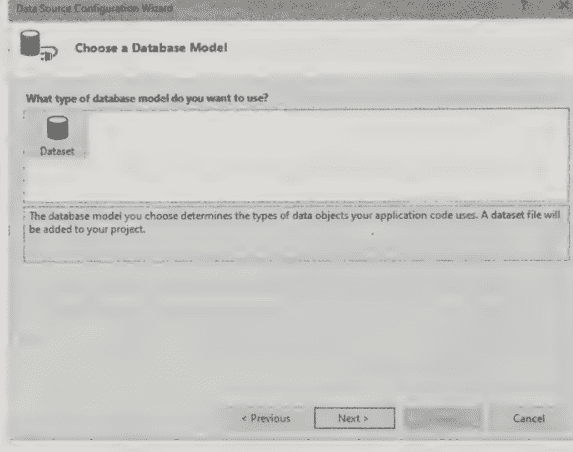 Data Source Configuration Wizard
?
Choose a Database Model
What type of database model do you want to use?
Dataset
The database model you choose determines the types of data objects your application code uses. A dataset file will
be added to your project.
< Previous
Next >
Cancel